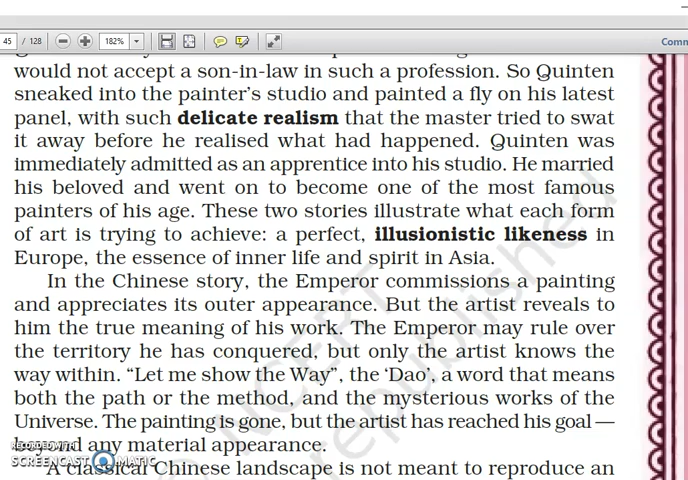 45 / 128
182%
Comm
would not accept a son-in-law in such a profession. So Quinten
sneaked into the painter's studio and painted a fly on his latest
panel, with such delicate realism that the master tried to swat
it away before he realised what had happened. Quinten was
immediately admitted as an apprentice into his studio. He married
his beloved and went on to become one of the most famous
painters of his age. These two stories illustrate what each form
of art is trying to achieve: a perfect, illusionistic likeness in
Europe, the essence of inner life and spirit in Asia.
In the Chinese story, the Emperor commissions a painting
and appreciates its outer appearance. But the artist reveals to
him the true meaning of his work. The Emperor may rule over
the territory he has conquered, but only the artist knows the
way within. “Let me show the Way”, the ‘Dao’, a word that means
both the path or the method, and the mysterious works of the
Universe. The painting is gone, but the artist has reached his goal —
beyond any material appearance.
A classical Chinese landscape is not meant to reproduce an
© NCERT
republished
RECORDED WITH
SCREENCAST MATIC